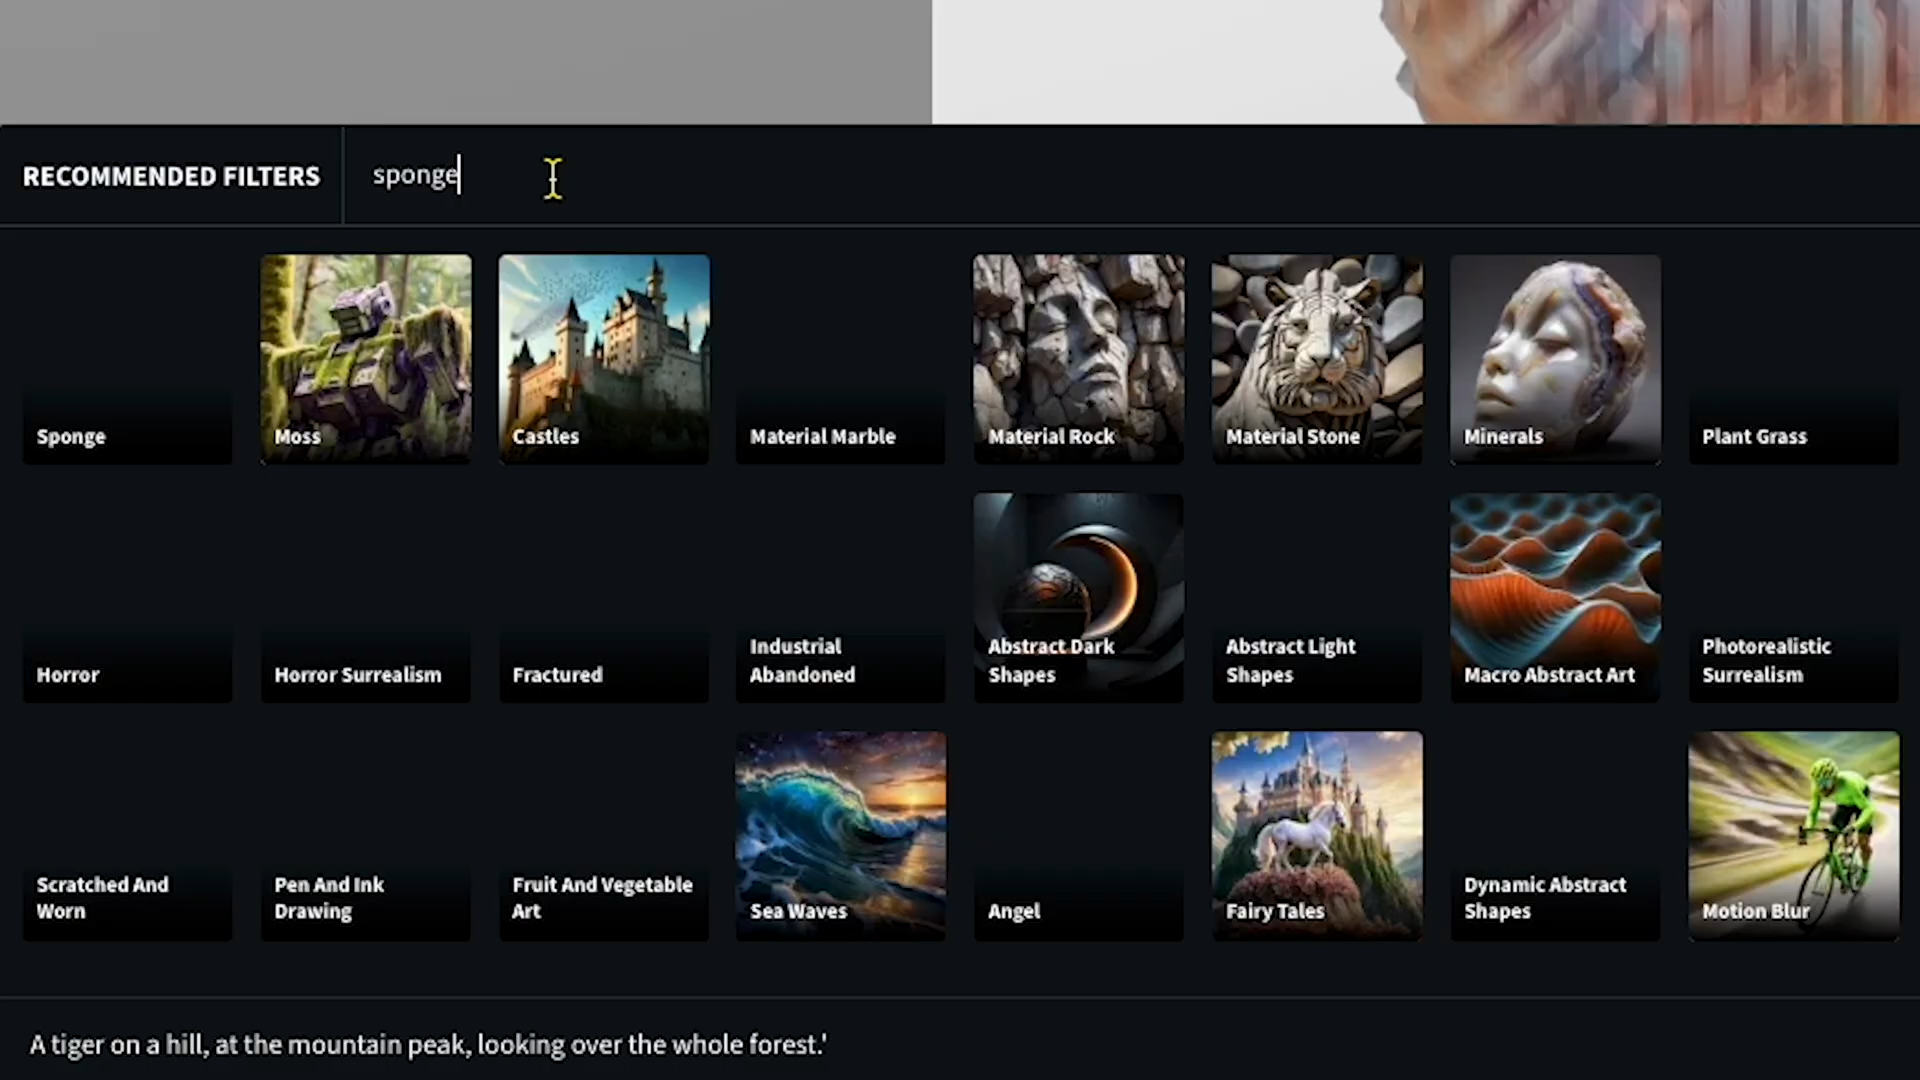 RECOMMENDED FILTERS
sponge
Sponge
Moss
Castles
Material Marble
Material Rock
Material Stone
Minerals
Plant Grass
Horror
Horror Surrealism
Fractured
Industrial
Abandoned
Abstract Dark
Shapes
Abstract Light
Shapes
Macro Abstract Art
Photorealistic
Surrealism
Scratched And
Worn
Pen And Ink
Drawing
Fruit And Vegetable
Art
Sea Waves
Angel
Fairy Tales
Dynamic Abstract
Shapes
Motion Blur
A tiger on a hill, at the mountain peak, looking over the whole forest.'